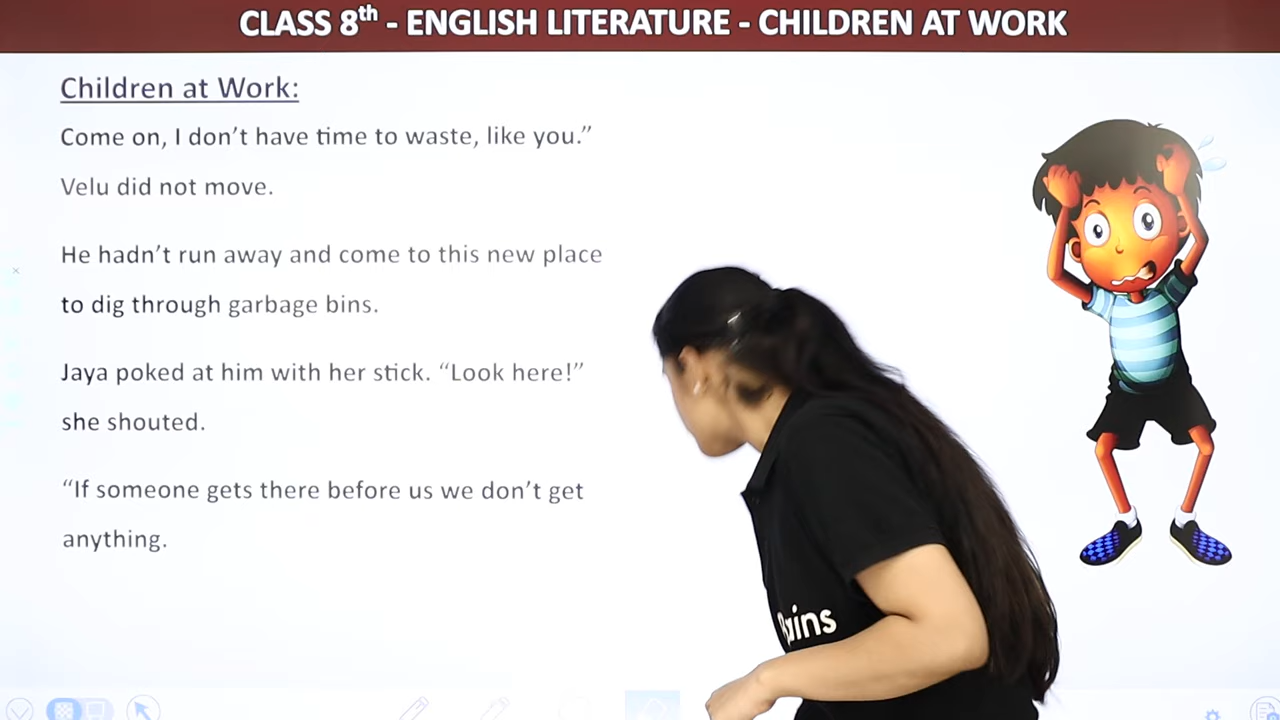 CLASS 8th - ENGLISH LITERATURE - CHILDREN AT WORK
Children at Work:
Come on, I don’t have time to waste, like you.”
Velu did not move.
He hadn’t run away and come to this new place
to dig through garbage bins.
Jaya poked at him with her stick. “Look here!”
she shouted.
“If someone gets there before us we don’t get
anything.